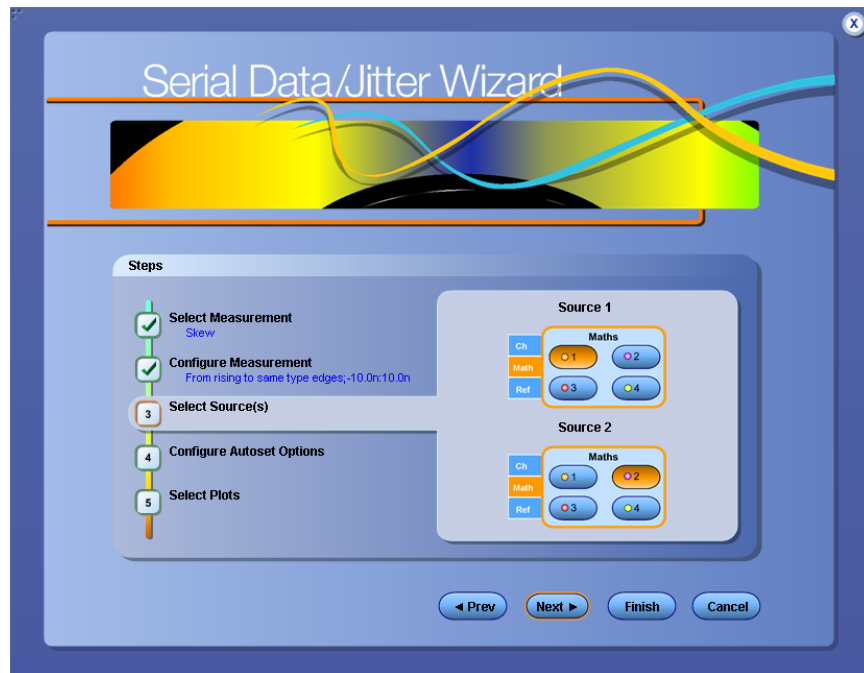 X
Serial Data/Jitter Wizard
Steps
Select Measurement
Skew
Configure Measurement
From rising to same type edges;-10.0n:10.0n
3 Select Source(s)
4 Configure Autoset Options
5 Select Plots
Source 1
Ch
Math
Ref
Maths
1 2
3 4
Source 2
Ch
Math
Ref
Maths
1 2
3 4
◄ Prev Next ► Finish Cancel